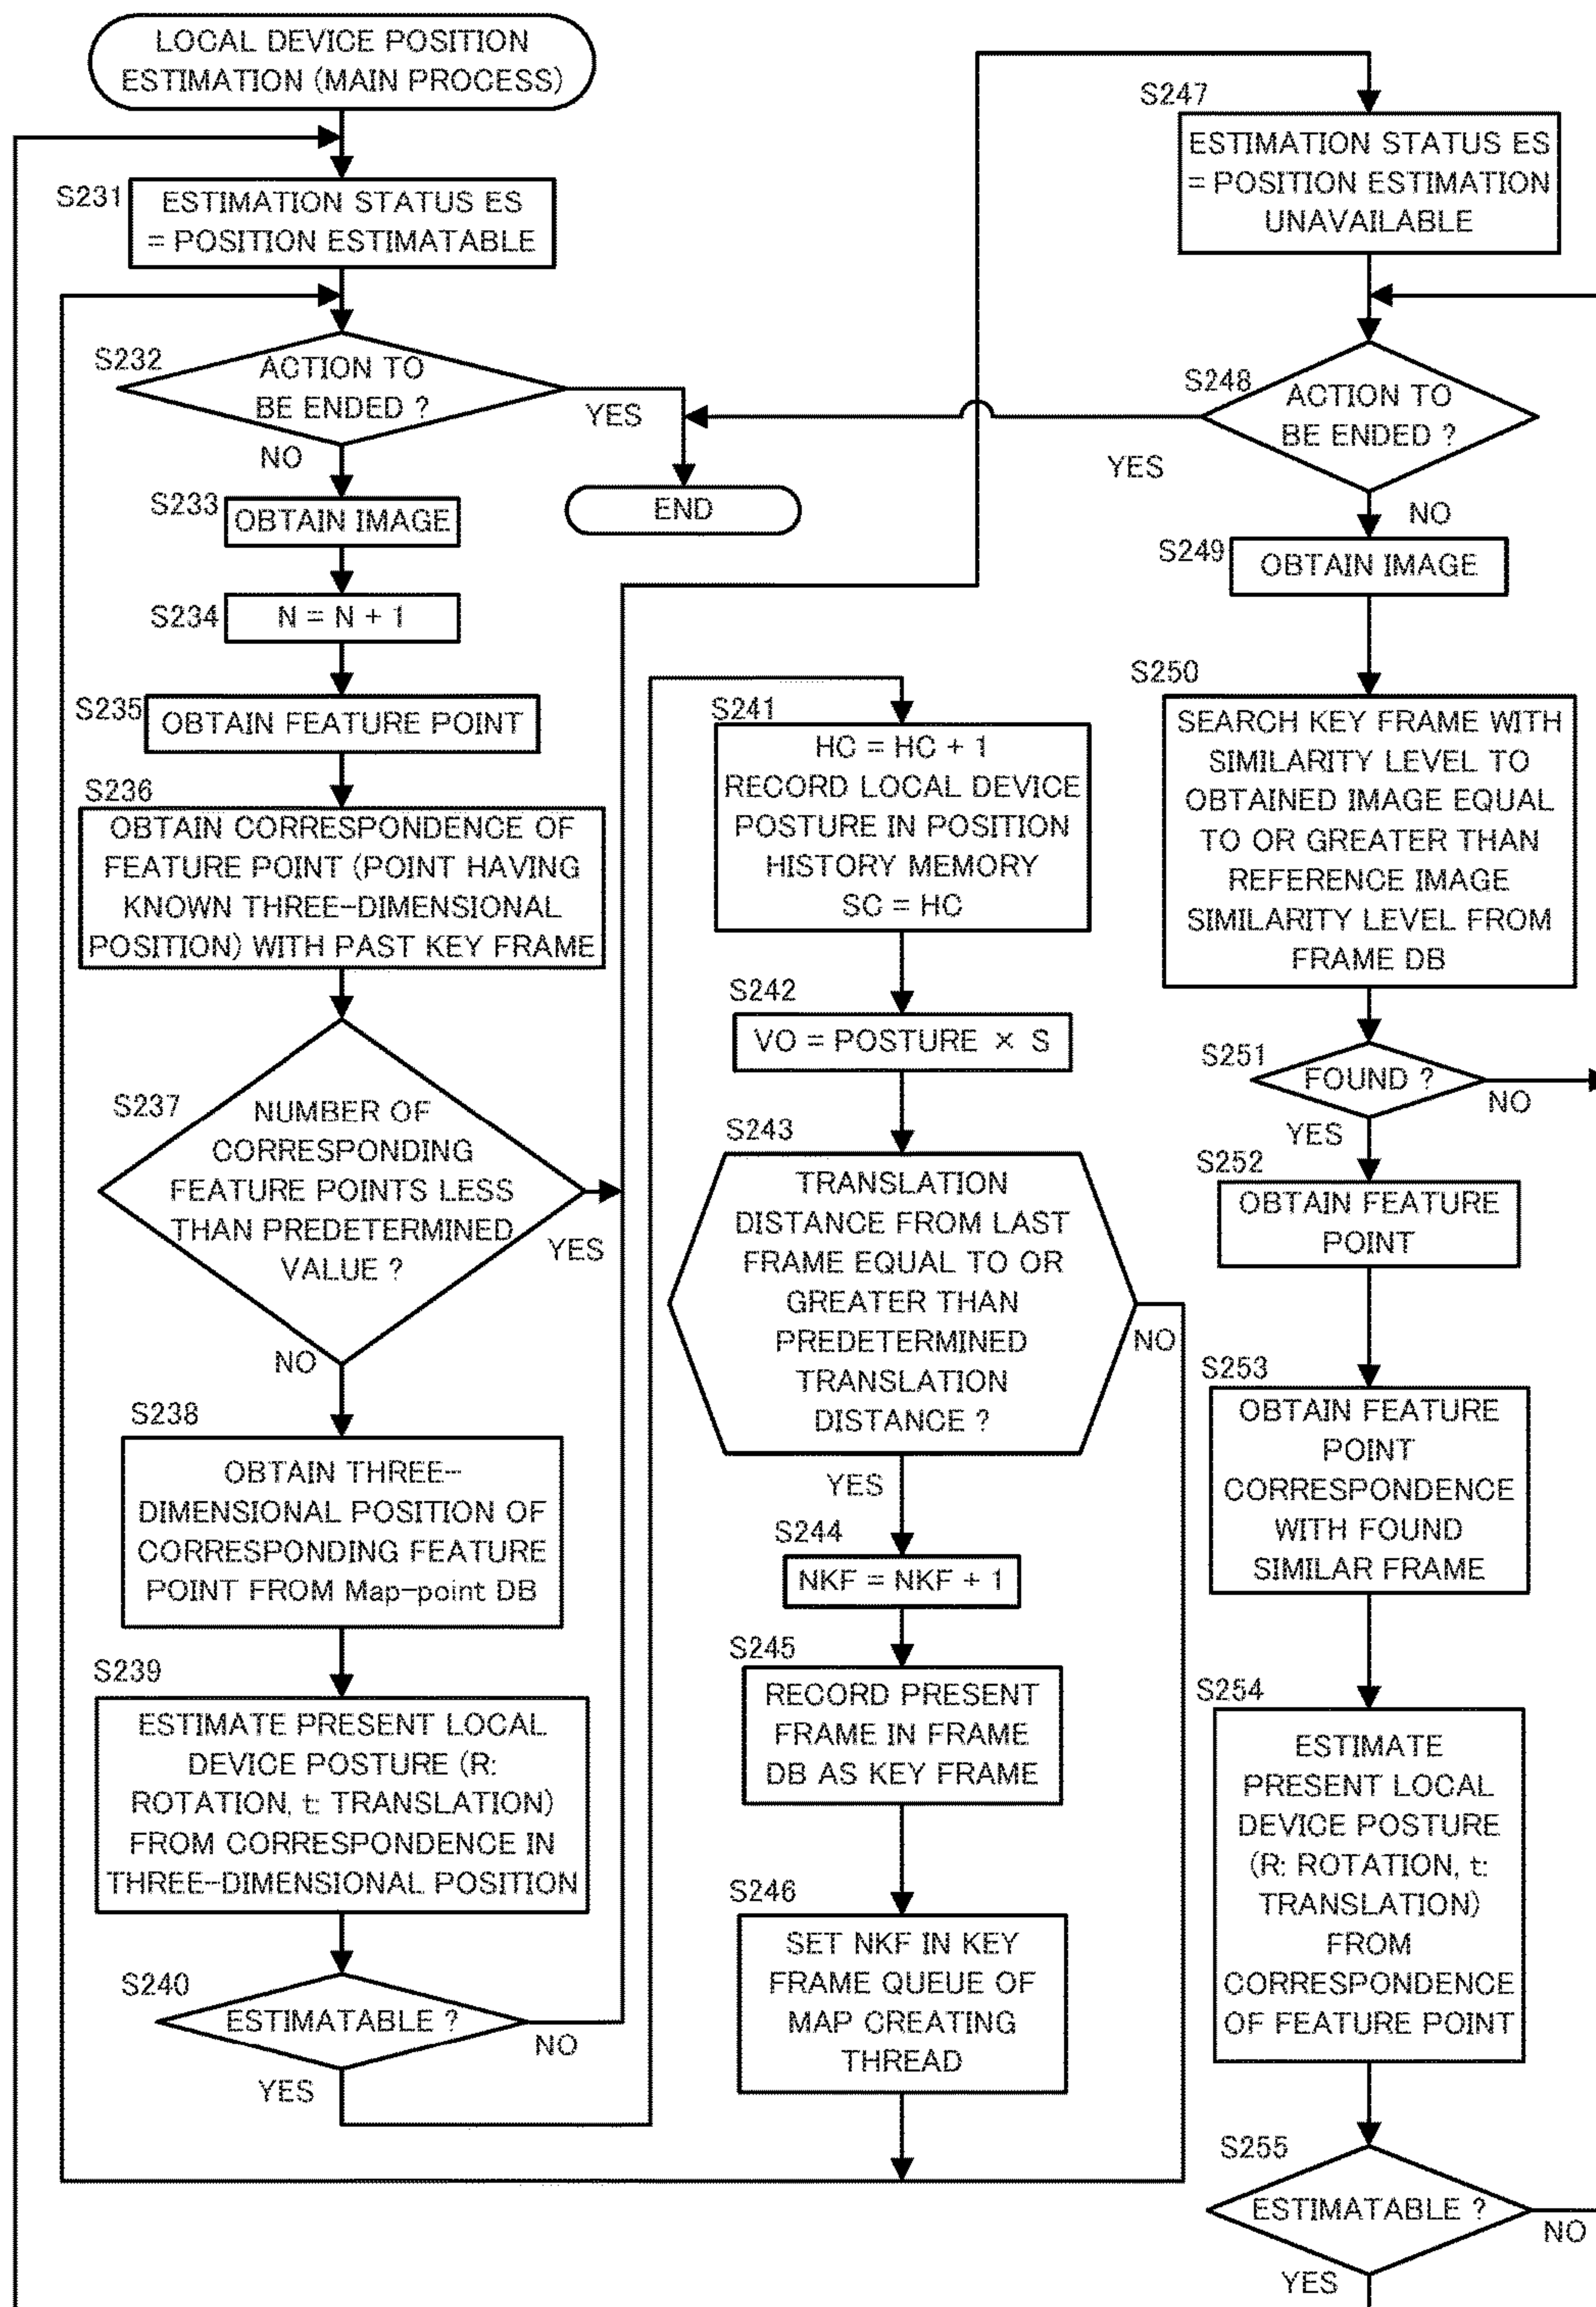 LOCAL DEVICE POSITION
ESTIMATION (MAIN PROCESS)
S231
ESTIMATION STATUS ES
= POSITION ESTIMATABLE
S232
ACTION TO
BE ENDED ?
YES
NO
END
S233
OBTAIN IMAGE
S234
N = N + 1
S235
OBTAIN FEATURE POINT
S236
OBTAIN CORRESPONDENCE OF
FEATURE POINT (POINT HAVING
KNOWN THREE-DIMENSIONAL
POSITION) WITH PAST KEY FRAME
S237
NUMBER OF
CORRESPONDING
FEATURE POINTS LESS
THAN PREDETERMINED
VALUE ?
YES
NO
S238
OBTAIN THREE-
DIMENSIONAL POSITION OF
CORRESPONDING FEATURE
POINT FROM Map-point DB
S239
ESTIMATE PRESENT LOCAL
DEVICE POSTURE (R:
ROTATION, t: TRANSLATION)
FROM CORRESPONDENCE IN
THREE-DIMENSIONAL POSITION
S240
ESTIMATABLE ?
NO
YES
S241
HC = HC + 1
RECORD LOCAL DEVICE
POSTURE IN POSITION
HISTORY MEMORY
SC = HC
S242
VO = POSTURE × S
S243
TRANSLATION
DISTANCE FROM LAST
FRAME EQUAL TO OR
GREATER THAN
PREDETERMINED
TRANSLATION
DISTANCE ?
NO
YES
S244
NKF = NKF + 1
S245
RECORD PRESENT
FRAME IN FRAME
DB AS KEY FRAME
S246
SET NKF IN KEY
FRAME QUEUE OF
MAP CREATING
THREAD
S247
ESTIMATION STATUS ES
= POSITION ESTIMATION
UNAVAILABLE
S248
ACTION TO
BE ENDED ?
YES
NO
S249
OBTAIN IMAGE
S250
SEARCH KEY FRAME WITH
SIMILARITY LEVEL TO
OBTAINED IMAGE EQUAL
TO OR GREATER THAN
REFERENCE IMAGE
SIMILARITY LEVEL FROM
FRAME DB
S251
FOUND ?
NO
YES
S252
OBTAIN FEATURE
POINT
S253
OBTAIN FEATURE
POINT
CORRESPONDENCE
WITH FOUND
SIMILAR FRAME
S254
ESTIMATE
PRESENT LOCAL
DEVICE POSTURE
(R: ROTATION, t:
TRANSLATION)
FROM
CORRESPONDENCE
OF FEATURE POINT
S255
ESTIMATABLE ?
NO
YES